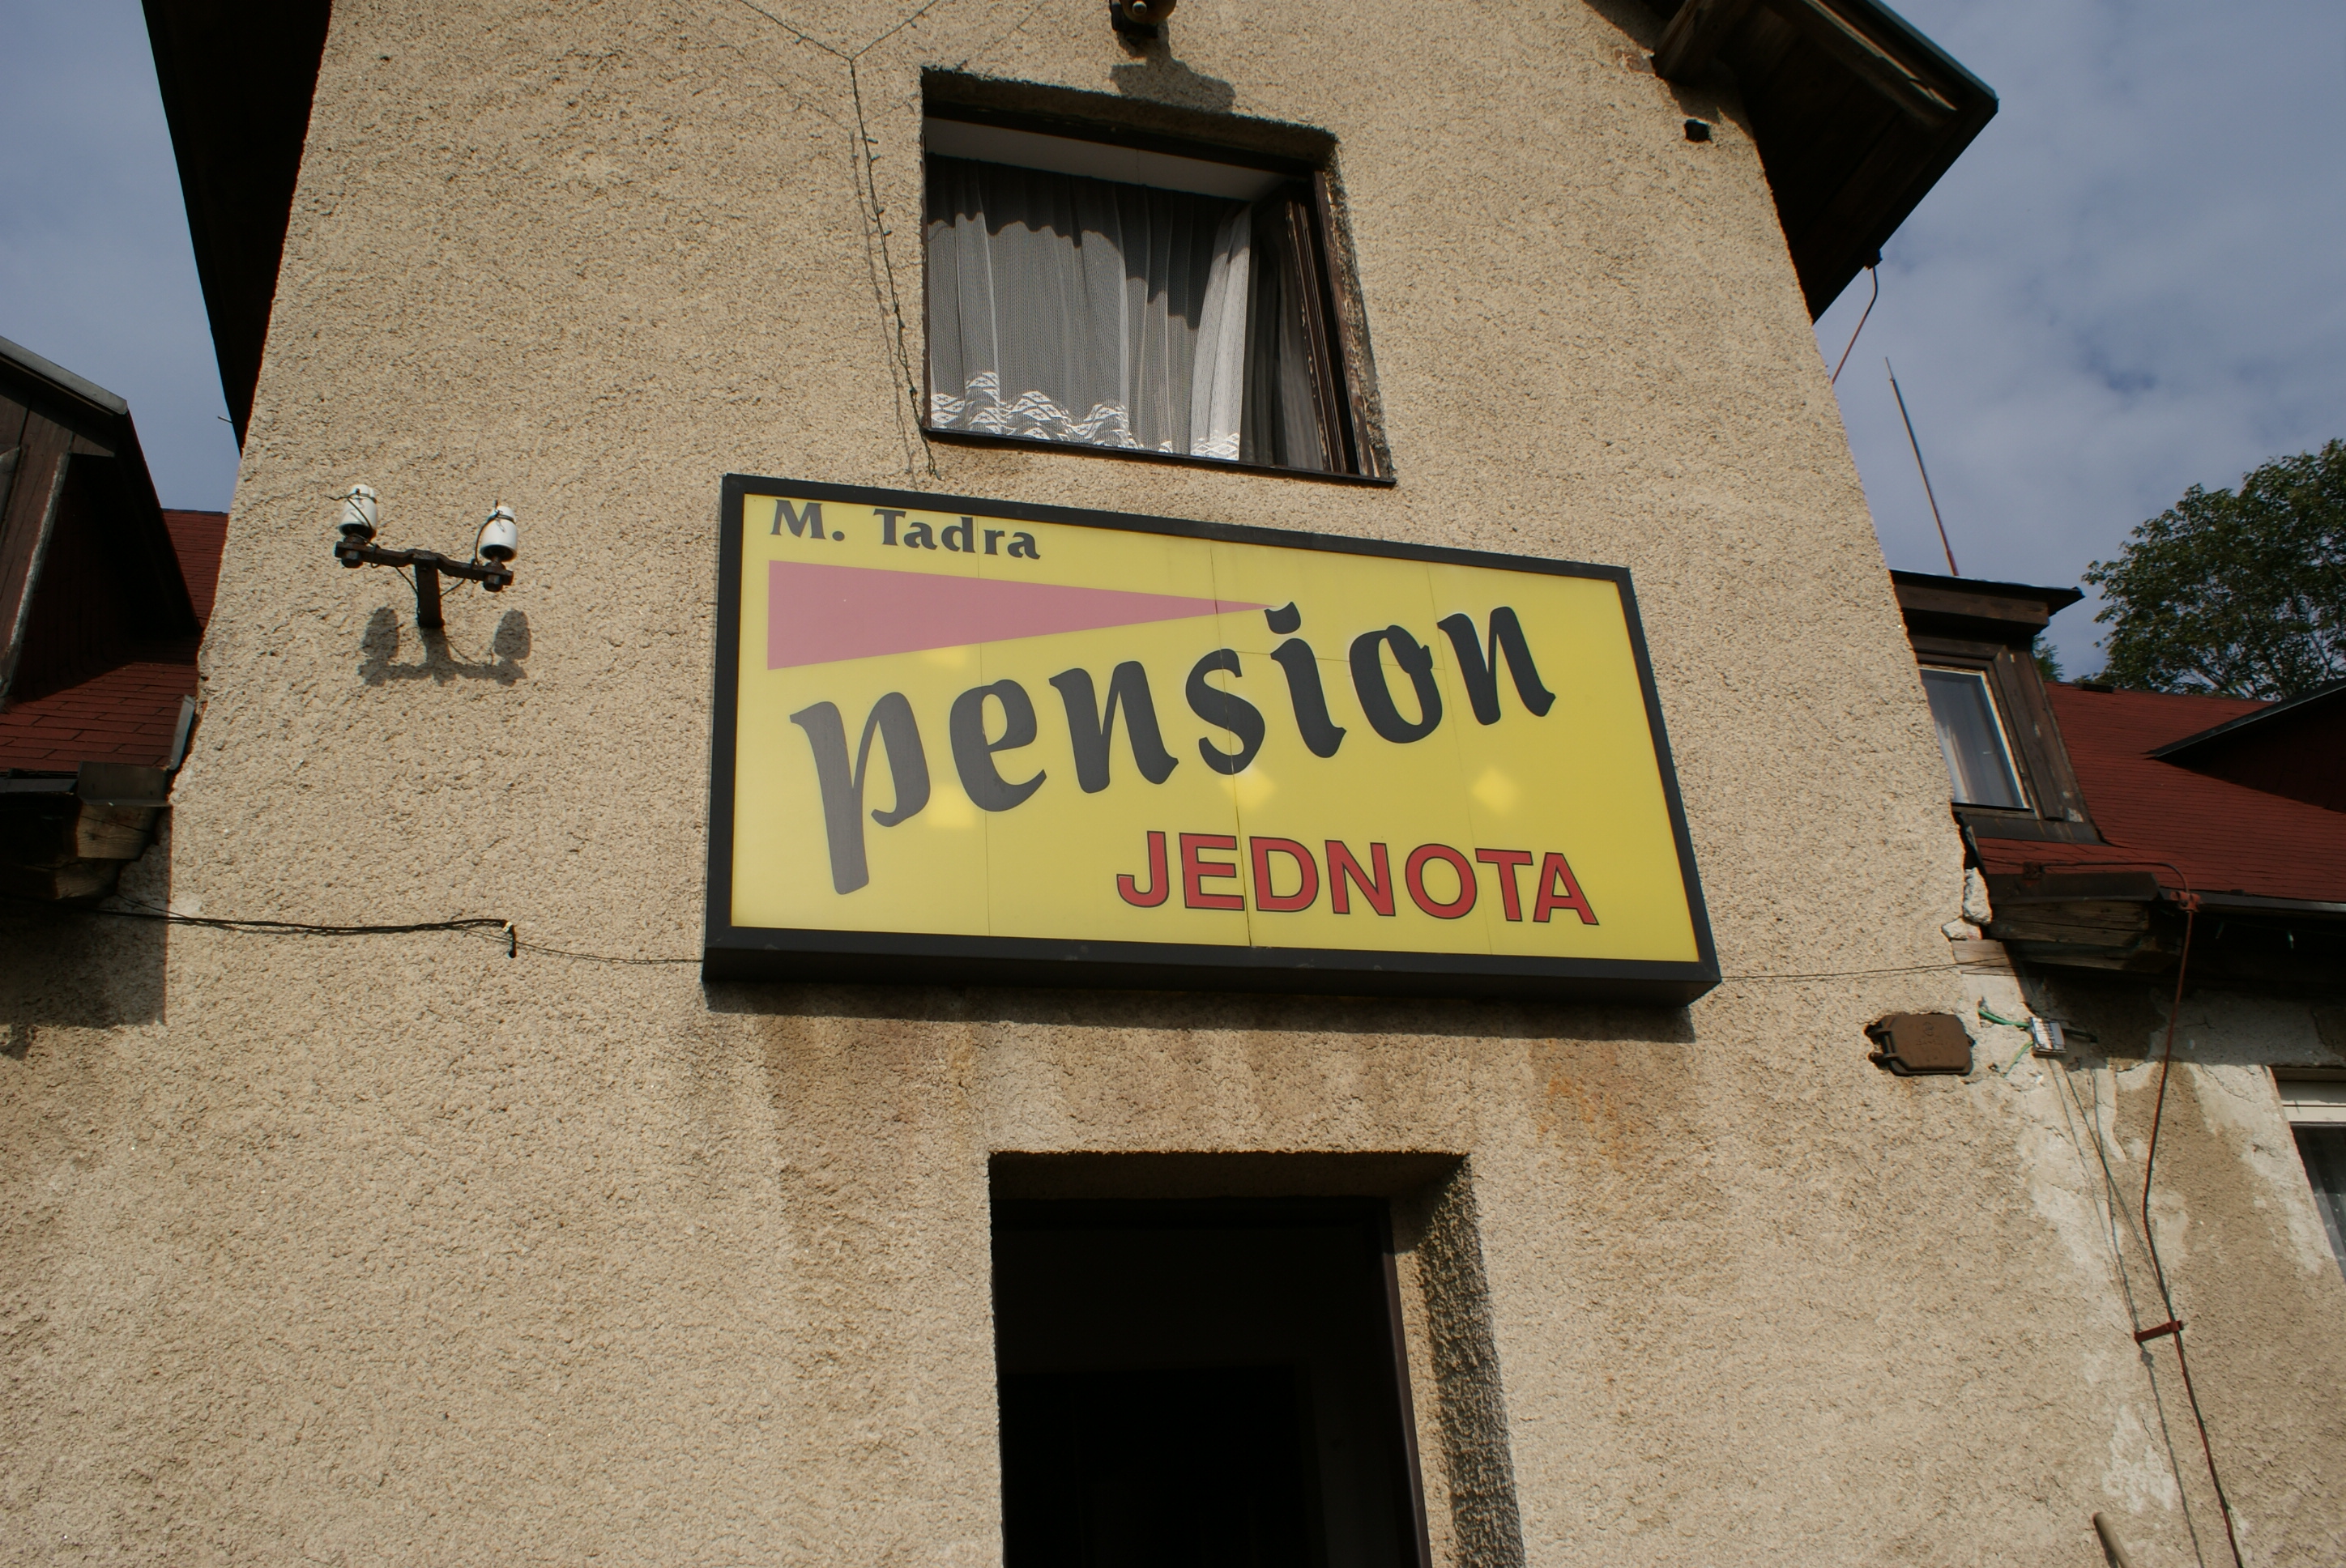 M. Tadra
pension
JEDNOTA